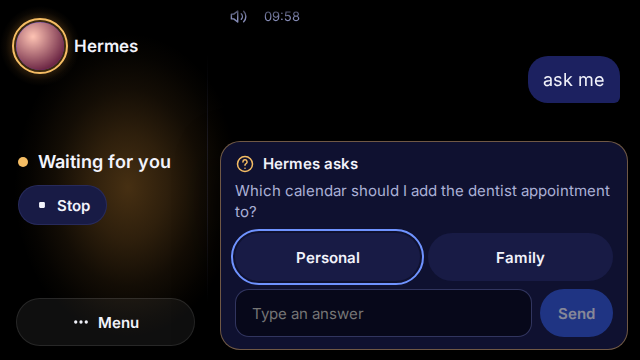 Hermes
09:58
ask me
Waiting for you
Stop
Menu
Hermes asks
Which calendar should I add the dentist appointment
to?
Personal
Family
Type an answer
Send